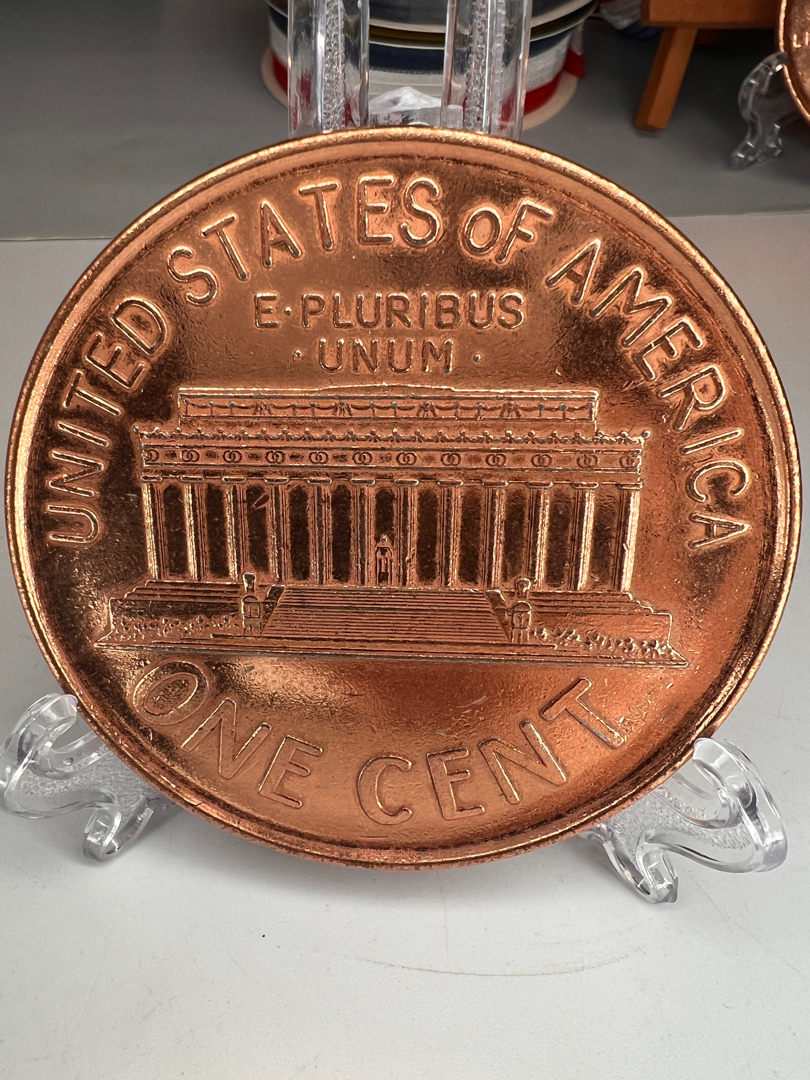 UNITED STATES OF AMERICA
E·PLURIBUS
·UNUM·
ONE CENT